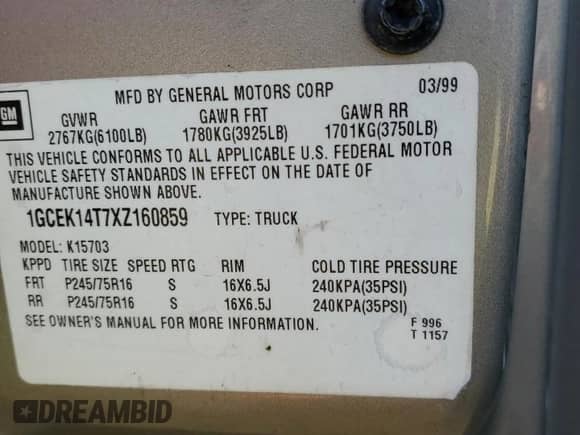 GM
MFD BY GENERAL MOTORS CORP 03/99
GVWR GAWR FRT GAWR RR
2767KG(6100LB) 1780KG(3925LB) 1701KG(3750LB)
THIS VEHICLE CONFORMS TO ALL APPLICABLE U.S. FEDERAL MOTOR
VEHICLE SAFETY STANDARDS IN EFFECT ON THE DATE OF
MANUFACTURE SHOWN ABOVE.
1GCEK14T7XZ160859 TYPE: TRUCK
MODEL: K15703
KPPD TIRE SIZE SPEED RTG RIM COLD TIRE PRESSURE
FRT P245/75R16 S 16X6.5J 240KPA(35PSI)
RR P245/75R16 S 16X6.5J 240KPA(35PSI)
SEE OWNER'S MANUAL FOR MORE INFORMATION.
F 996
T 1157
DREAMBID